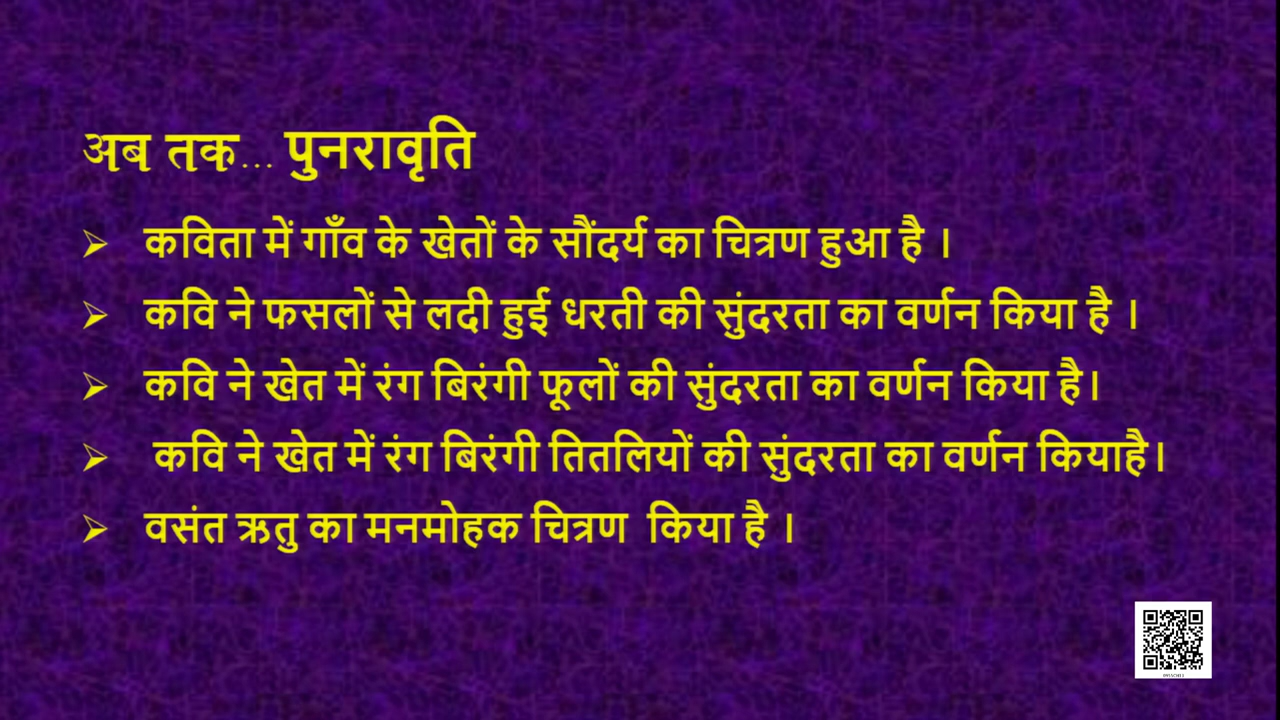 अब तक... पुनरावृति
➢ कविता में गाँव के खेतों के सौंदर्य का चित्रण हुआ है ।
➢ कवि ने फसलों से लदी हुई धरती की सुंदरता का वर्णन किया है ।
➢ कवि ने खेत में रंग बिरंगी फूलों की सुंदरता का वर्णन किया है।
➢ कवि ने खेत में रंग बिरंगी तितलियों की सुंदरता का वर्णन कियाहै।
➢ वसंत ऋतु का मनमोहक चित्रण किया है ।